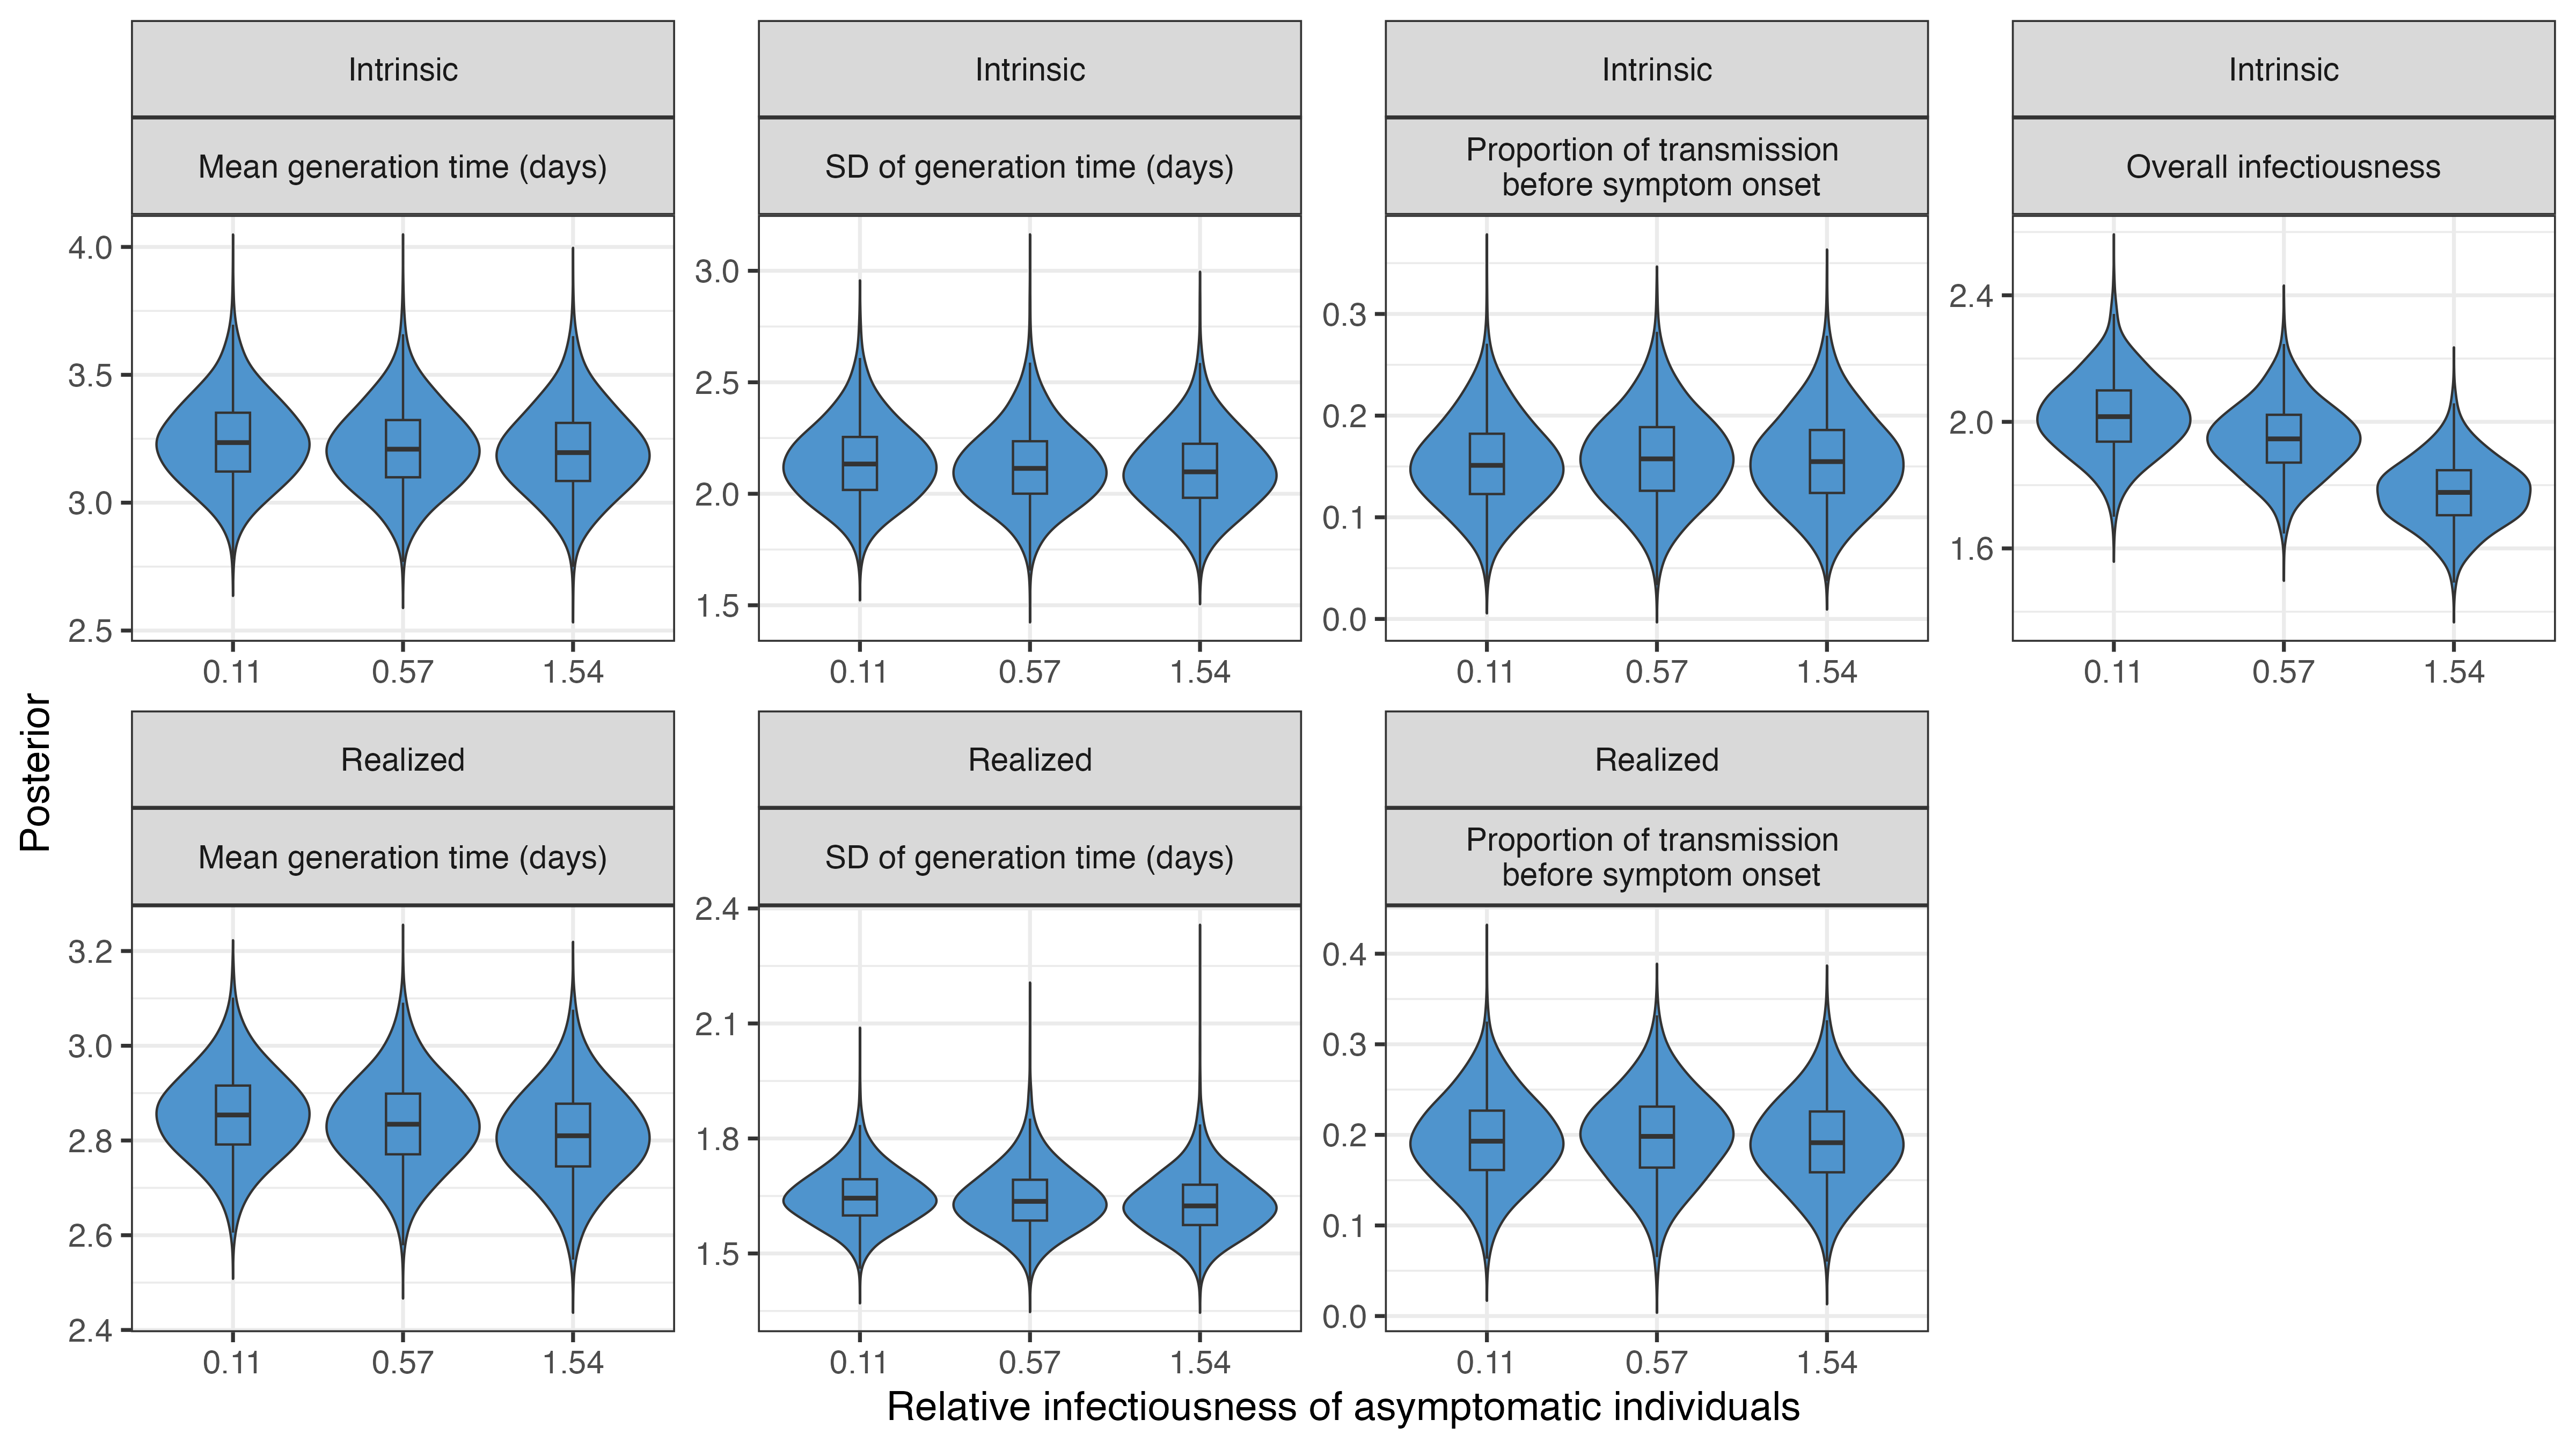 Intrinsic
Intrinsic
Intrinsic
Intrinsic
Mean generation time (days)
SD of generation time (days)
Proportion of transmission
before symptom onset
Overall infectiousness
4.0
3.5
3.0
2.5
0.11
0.57
1.54
3.0
2.5
2.0
1.5
0.11
0.57
1.54
0.3
0.2
0.1
0.0
0.11
0.57
1.54
2.4
2.0
1.6
0.11
0.57
1.54
Posterior
Realized
Realized
Realized
Mean generation time (days)
SD of generation time (days)
Proportion of transmission
before symptom onset
3.2
3.0
2.8
2.6
2.4
0.11
0.57
1.54
2.4
2.1
1.8
1.5
0.11
0.57
1.54
0.4
0.3
0.2
0.1
0.0
0.11
0.57
1.54
Relative infectiousness of asymptomatic individuals